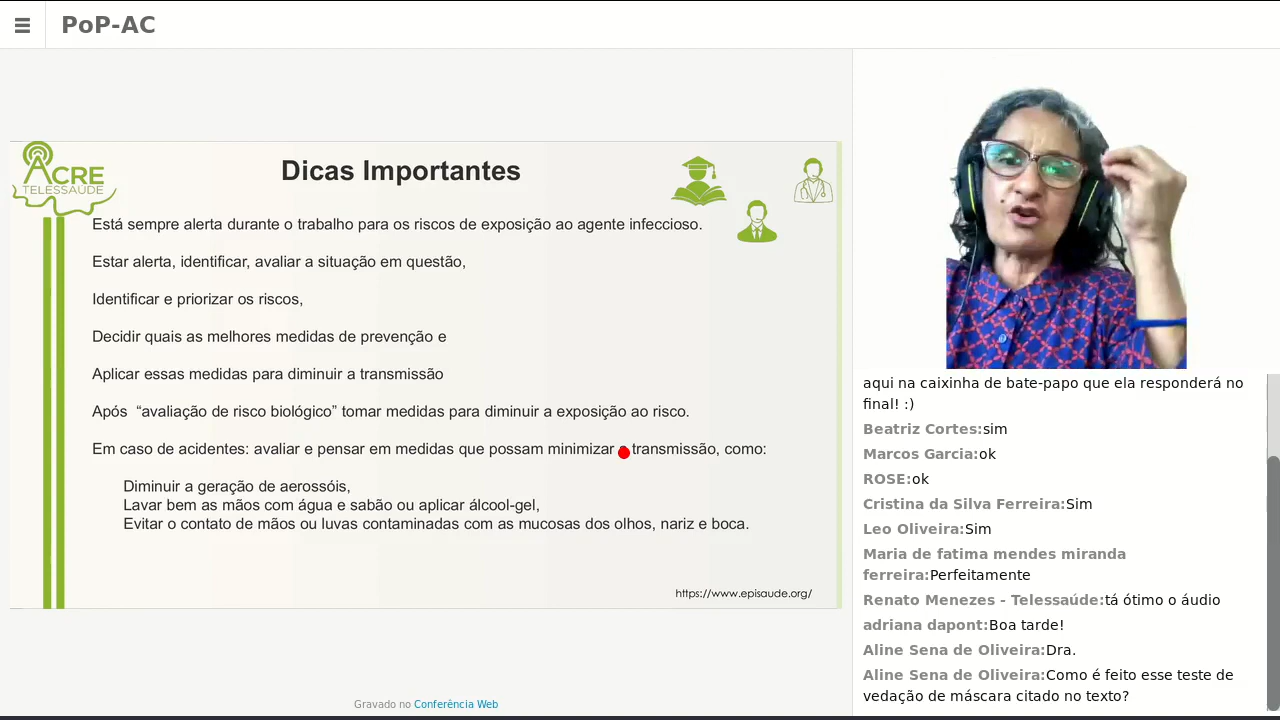 PoP-AC
ACRE
TELESSAÚDE
Dicas Importantes
Está sempre alerta durante o trabalho para os riscos de exposição ao agente infeccioso.
Estar alerta, identificar, avaliar a situação em questão,
Identificar e priorizar os riscos,
Decidir quais as melhores medidas de prevenção e
Aplicar essas medidas para diminuir a transmissão
Após “avaliação de risco biológico” tomar medidas para diminuir a exposição ao risco.
Em caso de acidentes: avaliar e pensar em medidas que possam minimizar transmissão, como:
Diminuir a geração de aerossóis,
Lavar bem as mãos com água e sabão ou aplicar álcool-gel,
Evitar o contato de mãos ou luvas contaminadas com as mucosas dos olhos, nariz e boca.
https://www.episaude.org/
Gravado no Conferência Web
aqui na caixinha de bate-papo que ela responderá no
final! :)
Beatriz Cortes:sim
Marcos Garcia:ok
ROSE:ok
Cristina da Silva Ferreira:Sim
Leo Oliveira:Sim
Maria de fatima mendes miranda
ferreira:Perfeitamente
Renato Menezes - Telessaúde:tá ótimo o áudio
adriana dapont:Boa tarde!
Aline Sena de Oliveira:Dra.
Aline Sena de Oliveira:Como é feito esse teste de
vedação de máscara citado no texto?